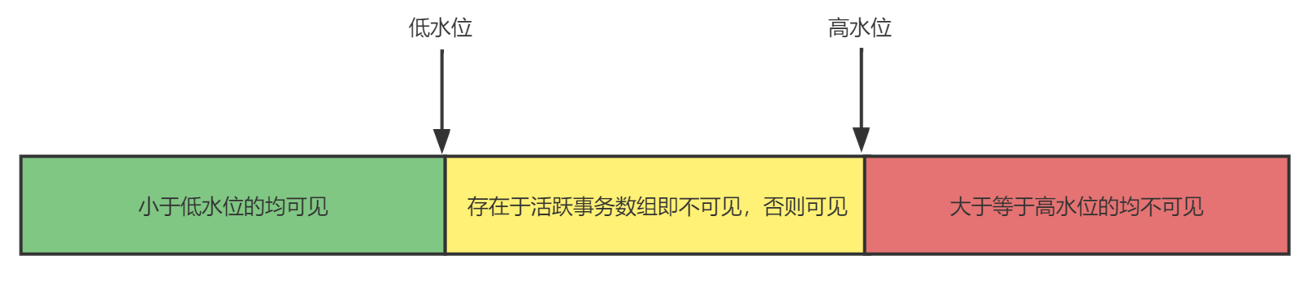 低水位
高水位
小于低水位的均可见
存在于活跃事务数组即不可见，否则可见
大于等于高水位的均不可见